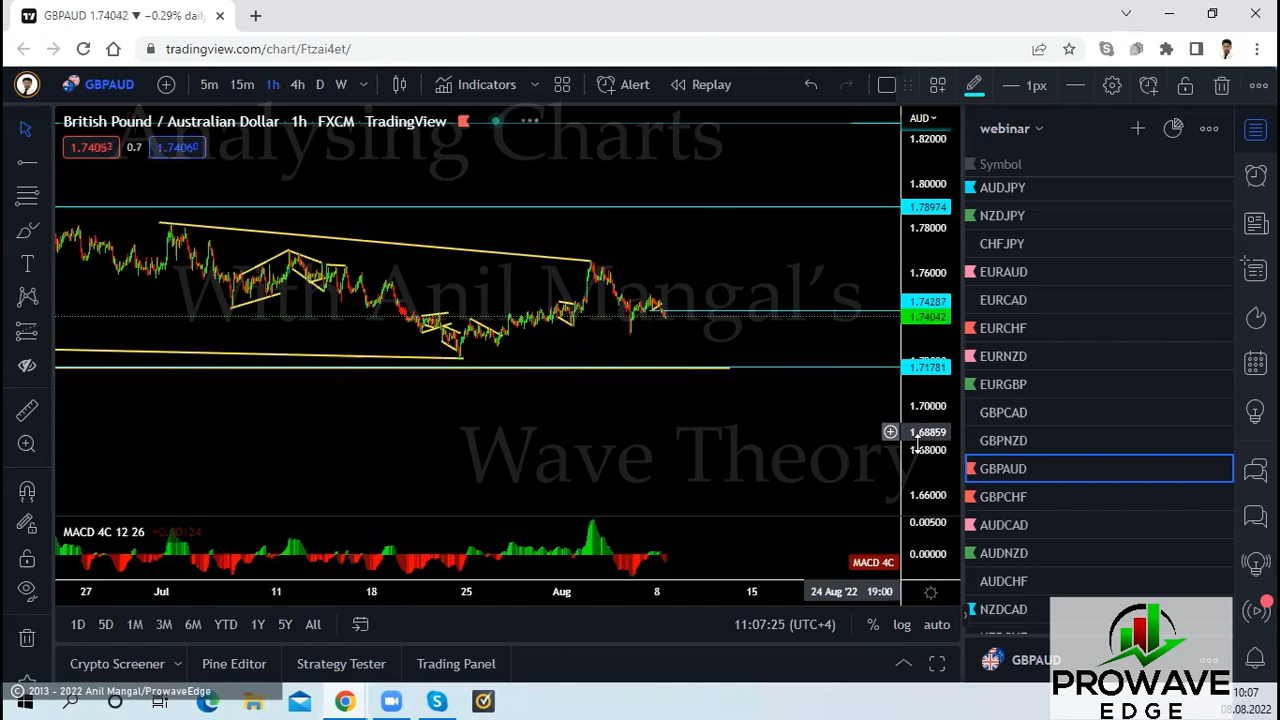 GBPAUD 1.74042 ▼ −0.29% daily
tradingview.com/chart/Ftzai4et/
GBPAUD 5m 15m 1h 4h D W Indicators Alert Replay 1px
British Pound / Australian Dollar · 1h · FXCM · TradingView
1.74053 0.7 1.74060
Analysing Charts
With Anil Mengal's
Wave Theory
AUD
1.82000
1.80000
1.78974
1.78000
1.76000
1.74287
1.74042
1.71781
1.70000
1.68859
1.68000
1.66000
MACD 4C 12 26 −0.00124
0.00500
0.00000
MACD 4C
27 Jul 11 18 25 Aug 8 15 24 Aug '22 19:00
1D 5D 1M 3M 6M YTD 1Y 5Y All
11:07:25 (UTC+4) % log auto
Crypto Screener Pine Editor Strategy Tester Trading Panel
webinar
Symbol
AUDJPY
NZDJPY
CHFJPY
EURAUD
EURCAD
EURCHF
EURNZD
EURGBP
GBPCAD
GBPNZD
GBPAUD
GBPCHF
AUDCAD
AUDNZD
AUDCHF
NZDCAD
GBPAUD
PROWAVE
EDGE
© 2013 - 2022 Anil Mangal/ProwaveEdge
10:07
08.08.2022